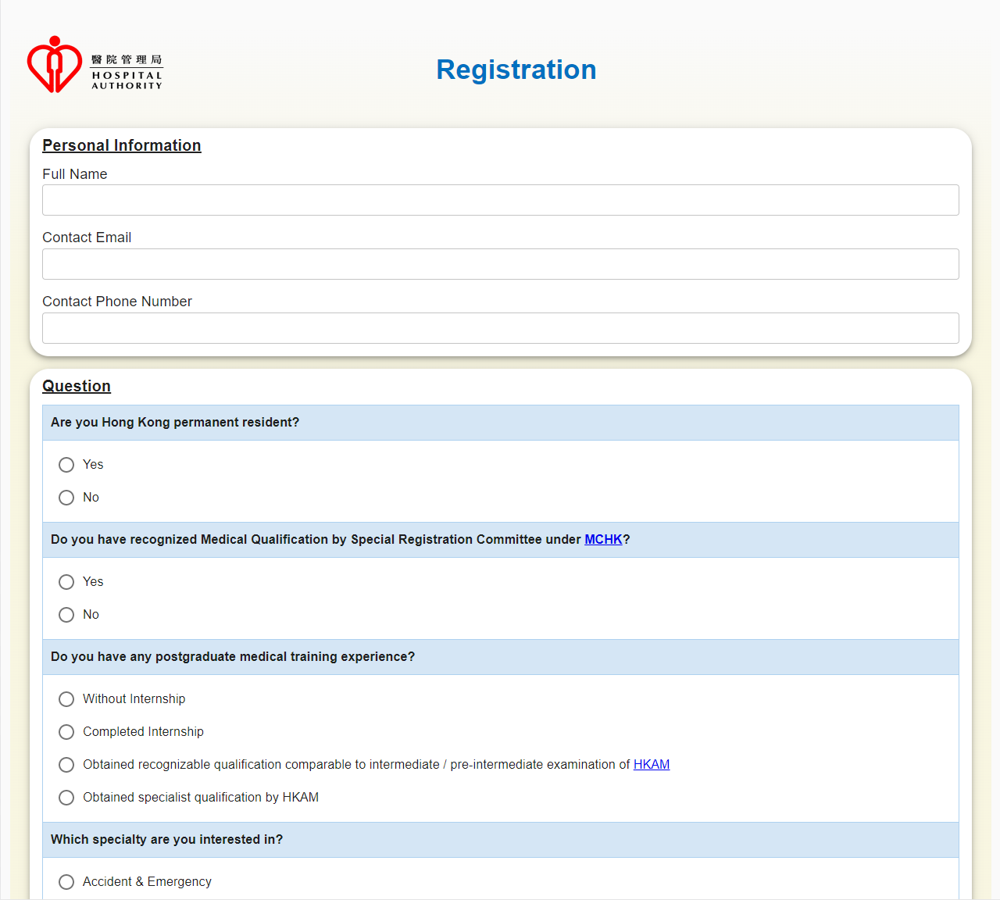 醫院管理局
HOSPITAL
AUTHORITY
Registration
Personal Information
Full Name
Contact Email
Contact Phone Number
Question
Are you Hong Kong permanent resident?
Yes
No
Do you have recognized Medical Qualification by Special Registration Committee under MCHK?
Yes
No
Do you have any postgraduate medical training experience?
Without Internship
Completed Internship
Obtained recognizable qualification comparable to intermediate / pre-intermediate examination of HKAM
Obtained specialist qualification by HKAM
Which specialty are you interested in?
Accident & Emergency